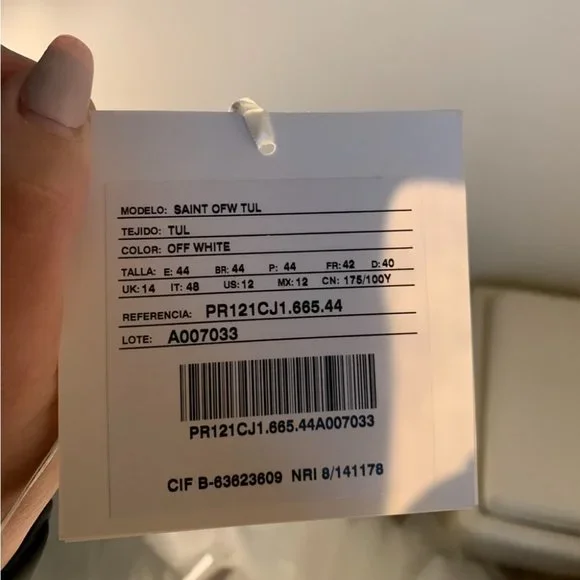 MODELO: SAINT OFW TUL
TEJIDO: TUL
COLOR: OFF WHITE
TALLA: E: 44 BR: 44 P: 44 FR: 42 D: 40
UK: 14 IT: 48 US: 12 MX: 12 CN: 175/100Y
REFERENCIA: PR121CJ1.665.44
LOTE: A007033
PR121CJ1.665.44A007033
CIF B-63623609 NRI 8/141178